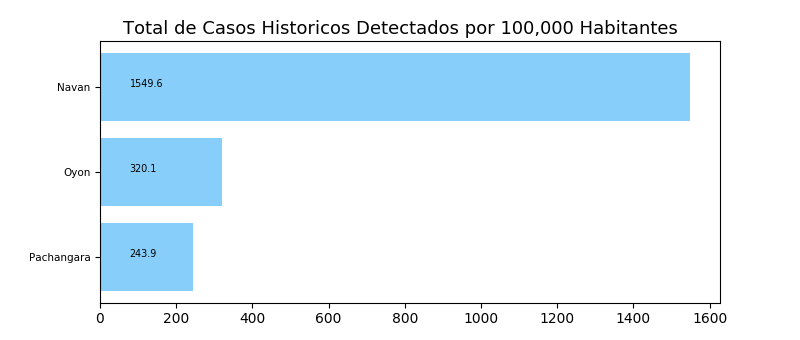 Total de Casos Historicos Detectados por 100,000 Habitantes
Navan
1549.6
Oyon
320.1
Pachangara
243.9
0 200 400 600 800 1000 1200 1400 1600